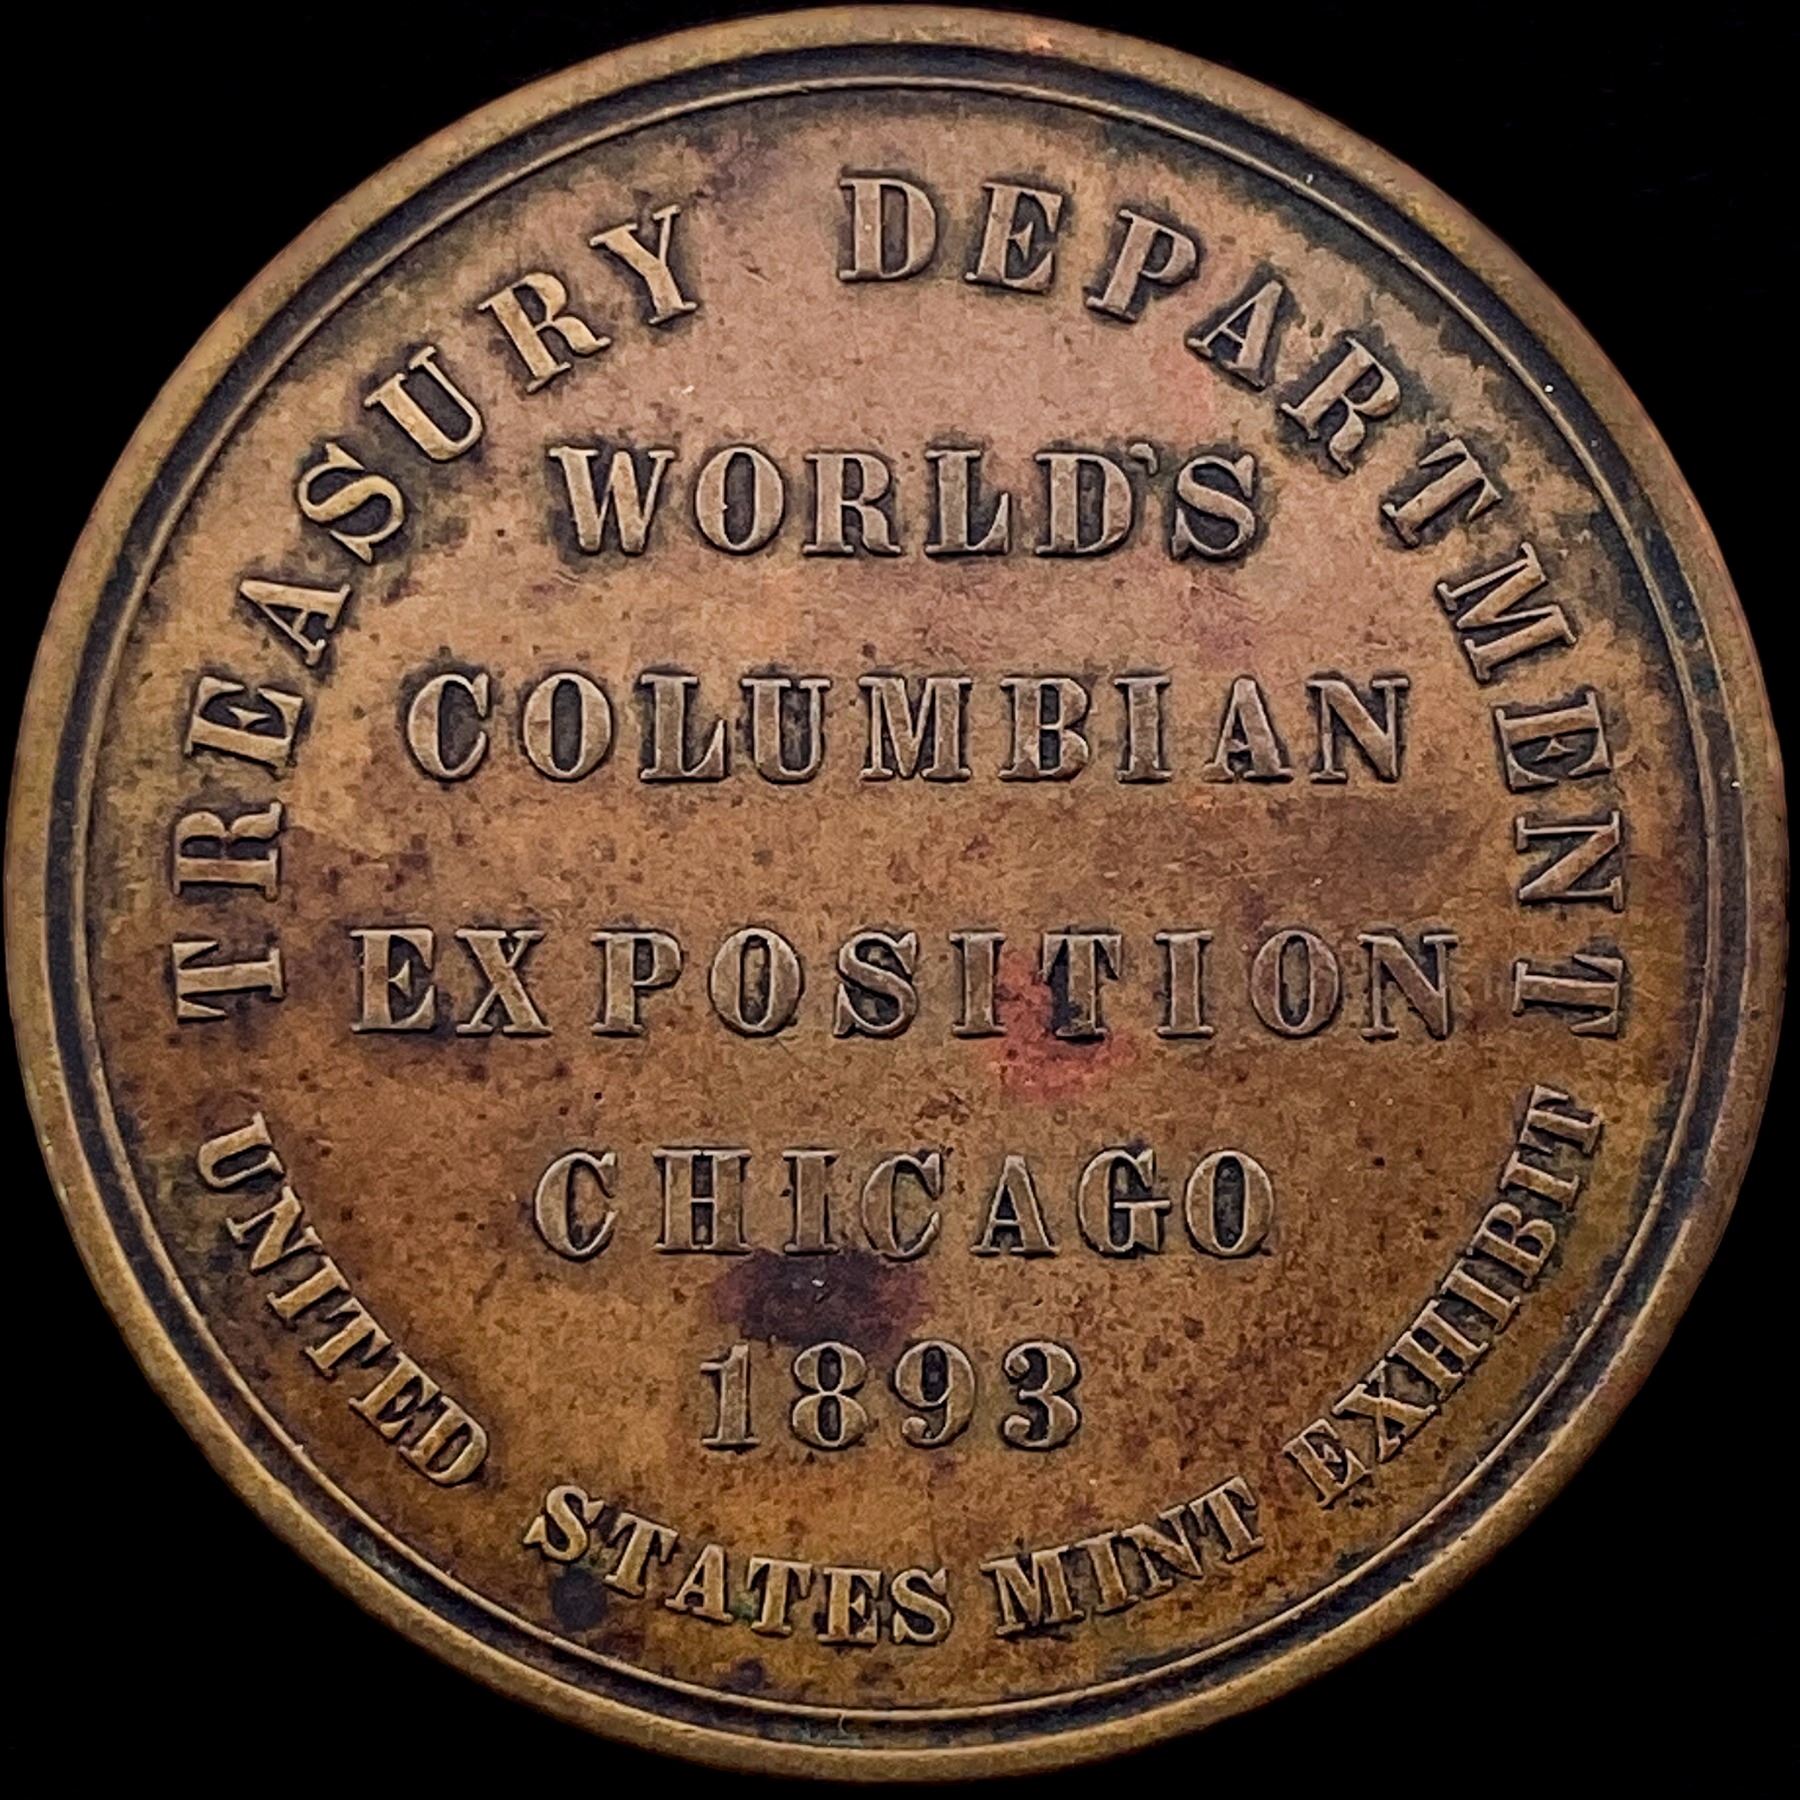 TREASURY DEPARTMENT
WORLD'S
COLUMBIAN
EXPOSITION
CHICAGO
1893
UNITED STATES MINT EXHIBIT